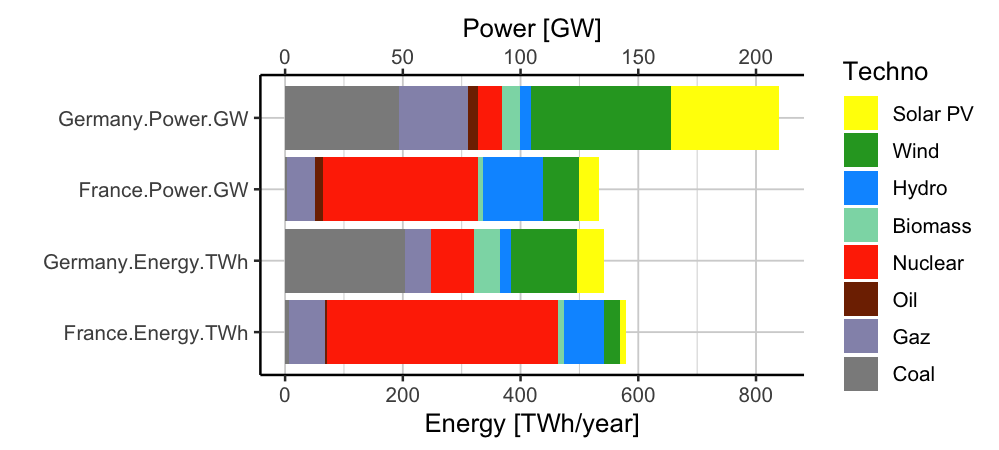 Power [GW]
0 50 100 150 200
Techno
Germany.Power.GW
France.Power.GW
Germany.Energy.TWh
France.Energy.TWh
Solar PV
Wind
Hydro
Biomass
Nuclear
Oil
Gaz
Coal
0 200 400 600 800
Energy [TWh/year]